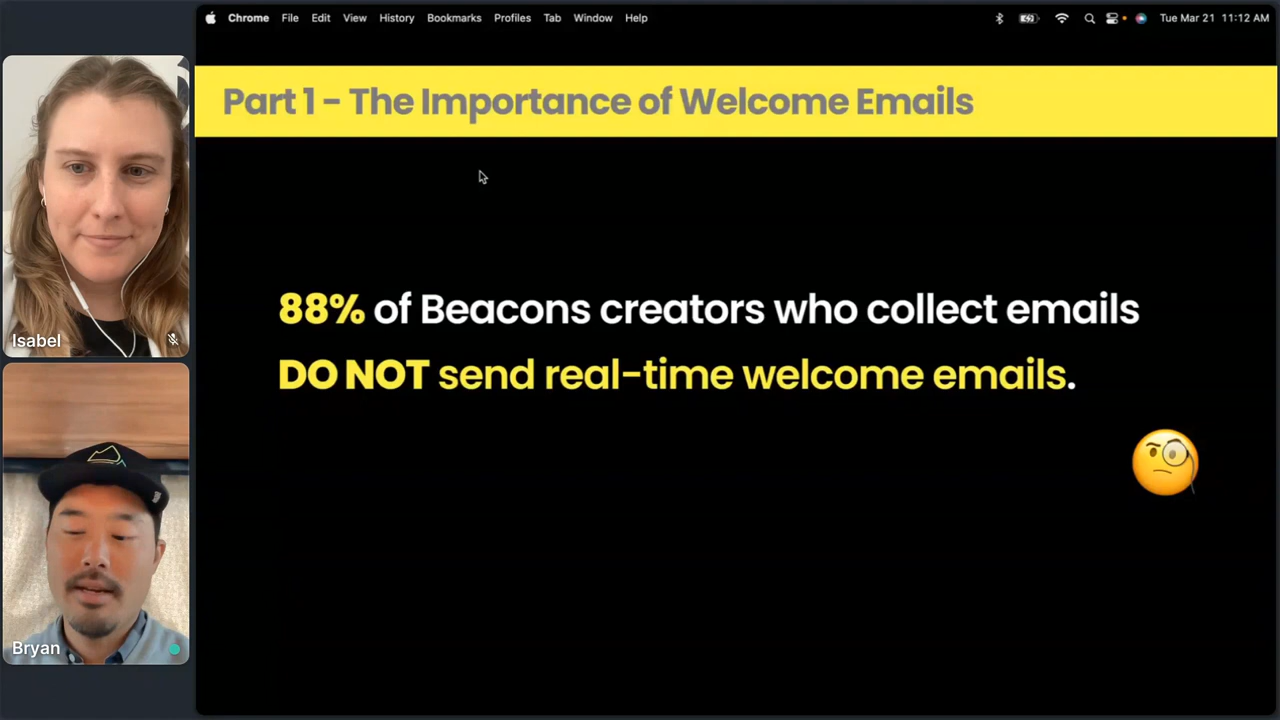 Chrome File Edit View History Bookmarks Profiles Tab Window Help Tue Mar 21 11:12 AM
Part 1 - The Importance of Welcome Emails
88% of Beacons creators who collect emails
DO NOT send real-time welcome emails.
Isabel
Bryan